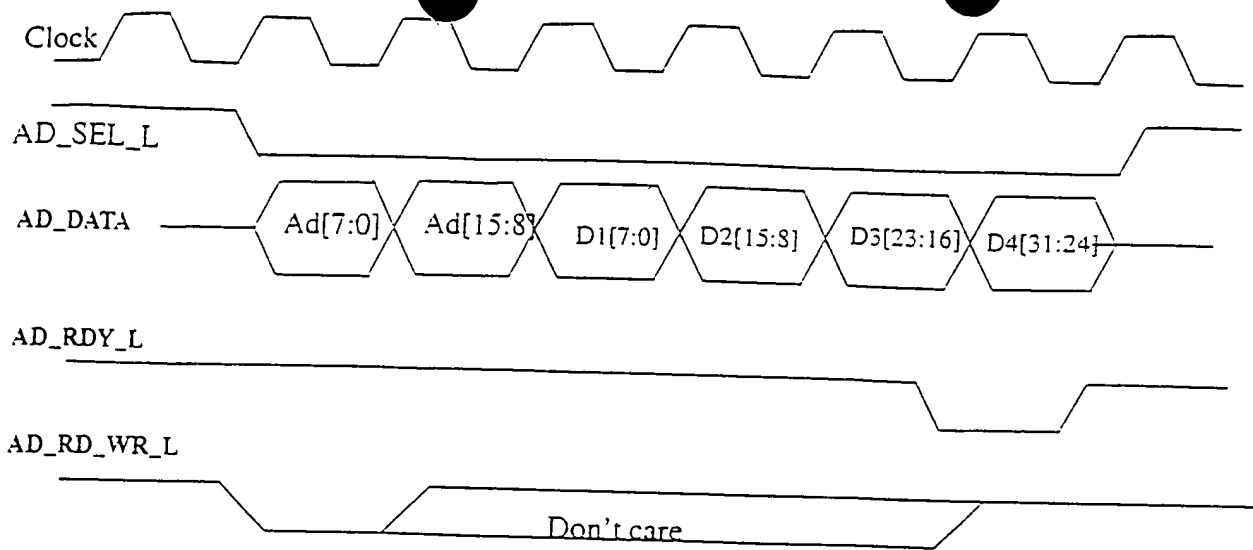 Clock
AD_SEL_L
AD_DATA
Ad[7:0]
Ad[15:8]
D1[7:0]
D2[15:8]
D3[23:16]
D4[31:24]
AD_RDY_L
AD_RD_WR_L
Don't care